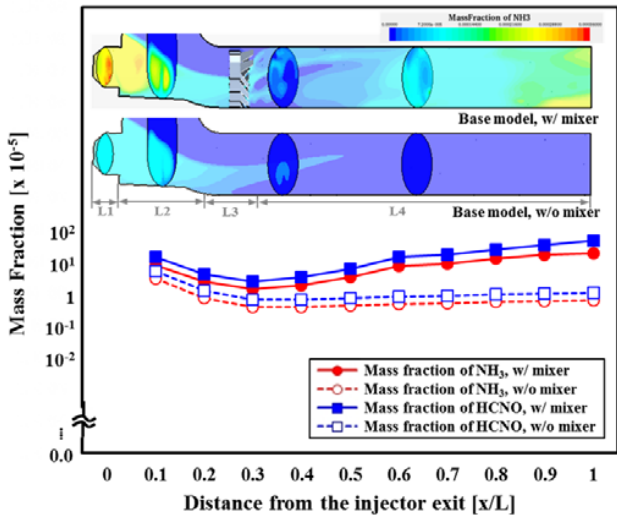 MassFraction of NH3
0.00000
Base model, w/ mixer
L1
L2
L3
L4
Base model, w/o mixer
Mass Fraction [x 10⁻⁵]
10²
10¹
1
10⁻¹
10⁻²
0.0
Mass fraction of NH₃, w/ mixer
Mass fraction of NH₃, w/o mixer
Mass fraction of HCNO, w/ mixer
Mass fraction of HCNO, w/o mixer
0 0.1 0.2 0.3 0.4 0.5 0.6 0.7 0.8 0.9 1
Distance from the injector exit [x/L]